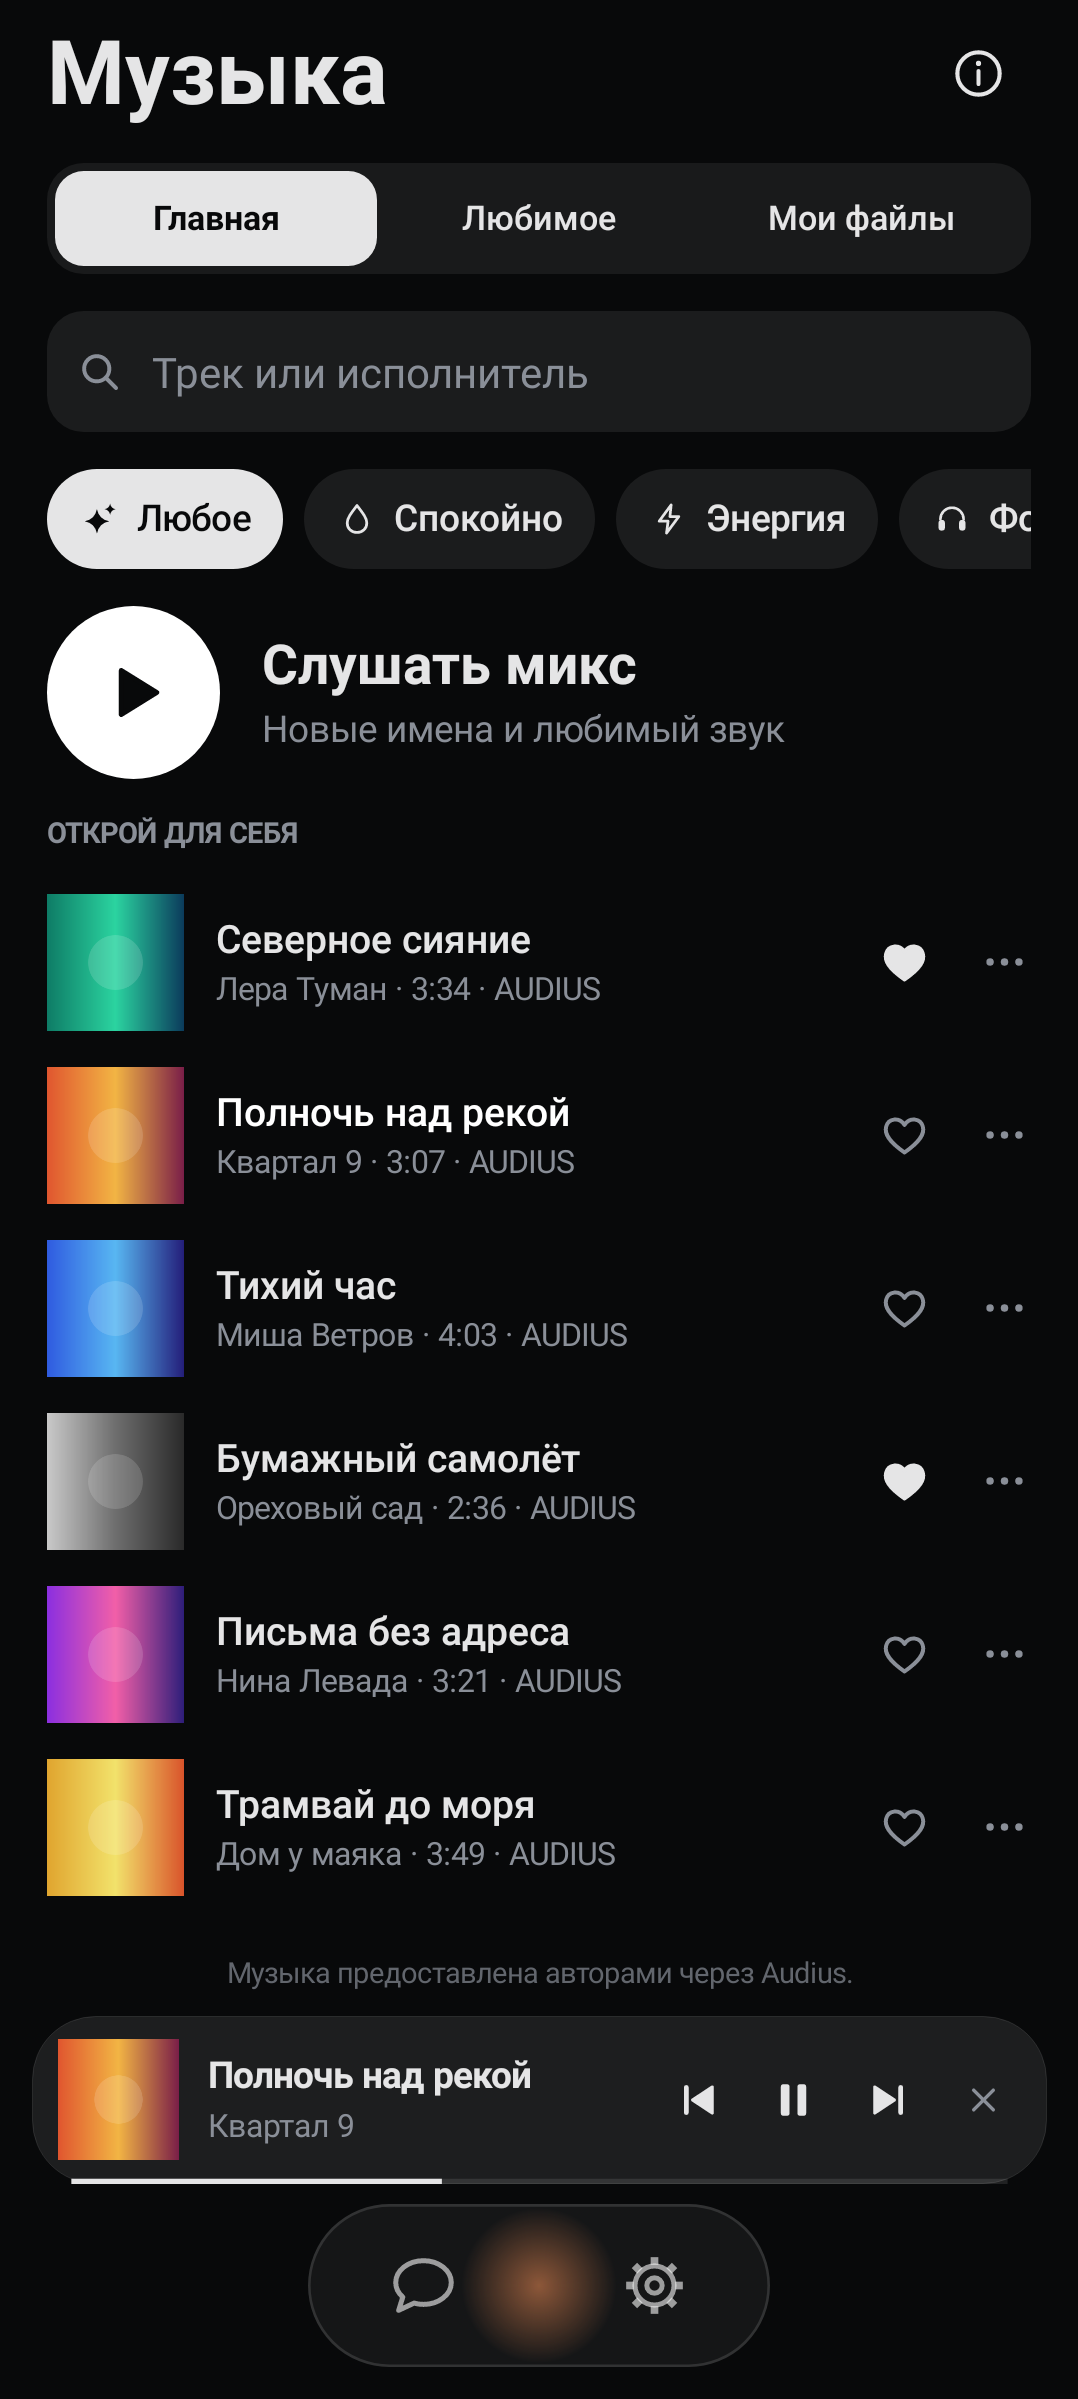 Музыка
Главная
Любимое
Мои файлы
Трек или исполнитель
Любое
Спокойно
Энергия
Слушать микс
Новые имена и любимый звук
ОТКРОЙ ДЛЯ СЕБЯ
Северное сияние
Лера Туман · 3:34 · AUDIUS
Полночь над рекой
Квартал 9 · 3:07 · AUDIUS
Тихий час
Миша Ветров · 4:03 · AUDIUS
Бумажный самолёт
Ореховый сад · 2:36 · AUDIUS
Письма без адреса
Нина Левада · 3:21 · AUDIUS
Трамвай до моря
Дом у маяка · 3:49 · AUDIUS
Музыка предоставлена авторами через Audius.
Полночь над рекой
Квартал 9